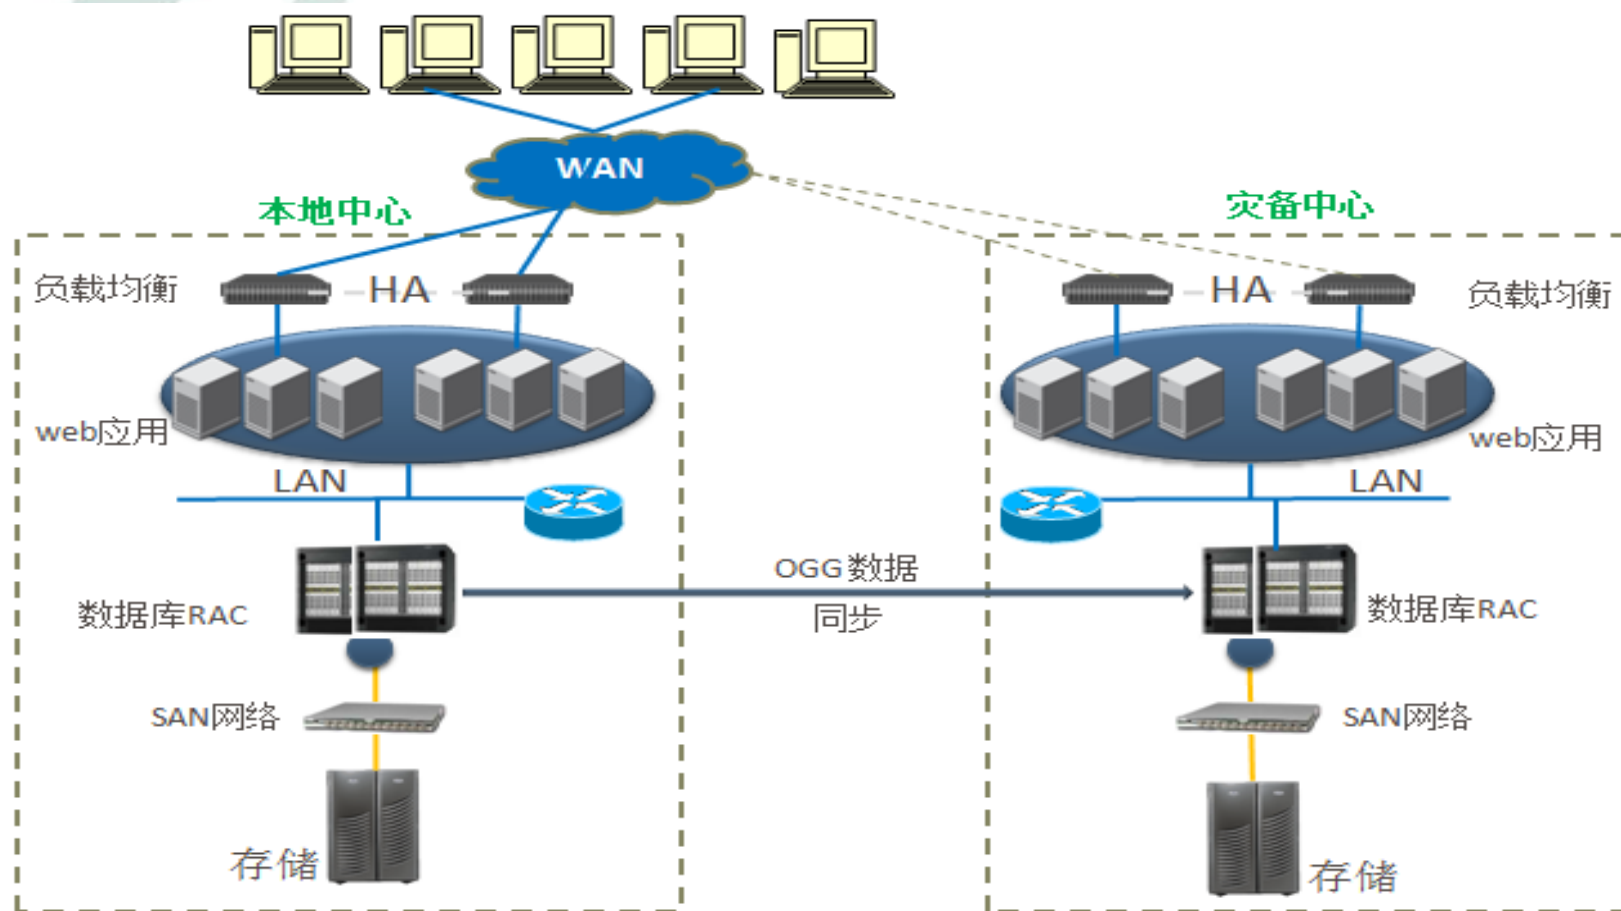 WAN
本地中心
灾备中心
负载均衡
HA
HA
负载均衡
web应用
web应用
LAN
LAN
OGG数据
同步
数据库RAC
数据库RAC
SAN网络
SAN网络
存储
存储